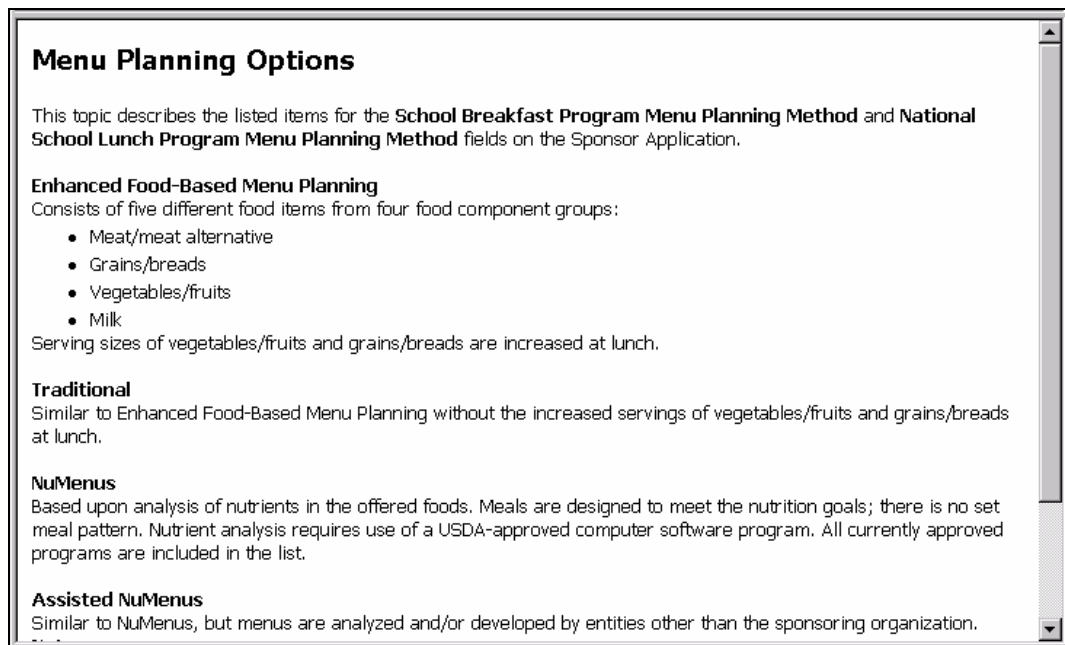 Menu Planning Options
This topic describes the listed items for the School Breakfast Program Menu Planning Method and National
School Lunch Program Menu Planning Method fields on the Sponsor Application.
Enhanced Food-Based Menu Planning
Consists of five different food items from four food component groups:
• Meat/meat alternative
• Grains/breads
• Vegetables/fruits
• Milk
Serving sizes of vegetables/fruits and grains/breads are increased at lunch.
Traditional
Similar to Enhanced Food-Based Menu Planning without the increased servings of vegetables/fruits and grains/breads
at lunch.
NuMenus
Based upon analysis of nutrients in the offered foods. Meals are designed to meet the nutrition goals; there is no set
meal pattern. Nutrient analysis requires use of a USDA-approved computer software program. All currently approved
programs are included in the list.
Assisted NuMenus
Similar to NuMenus, but menus are analyzed and/or developed by entities other than the sponsoring organization.